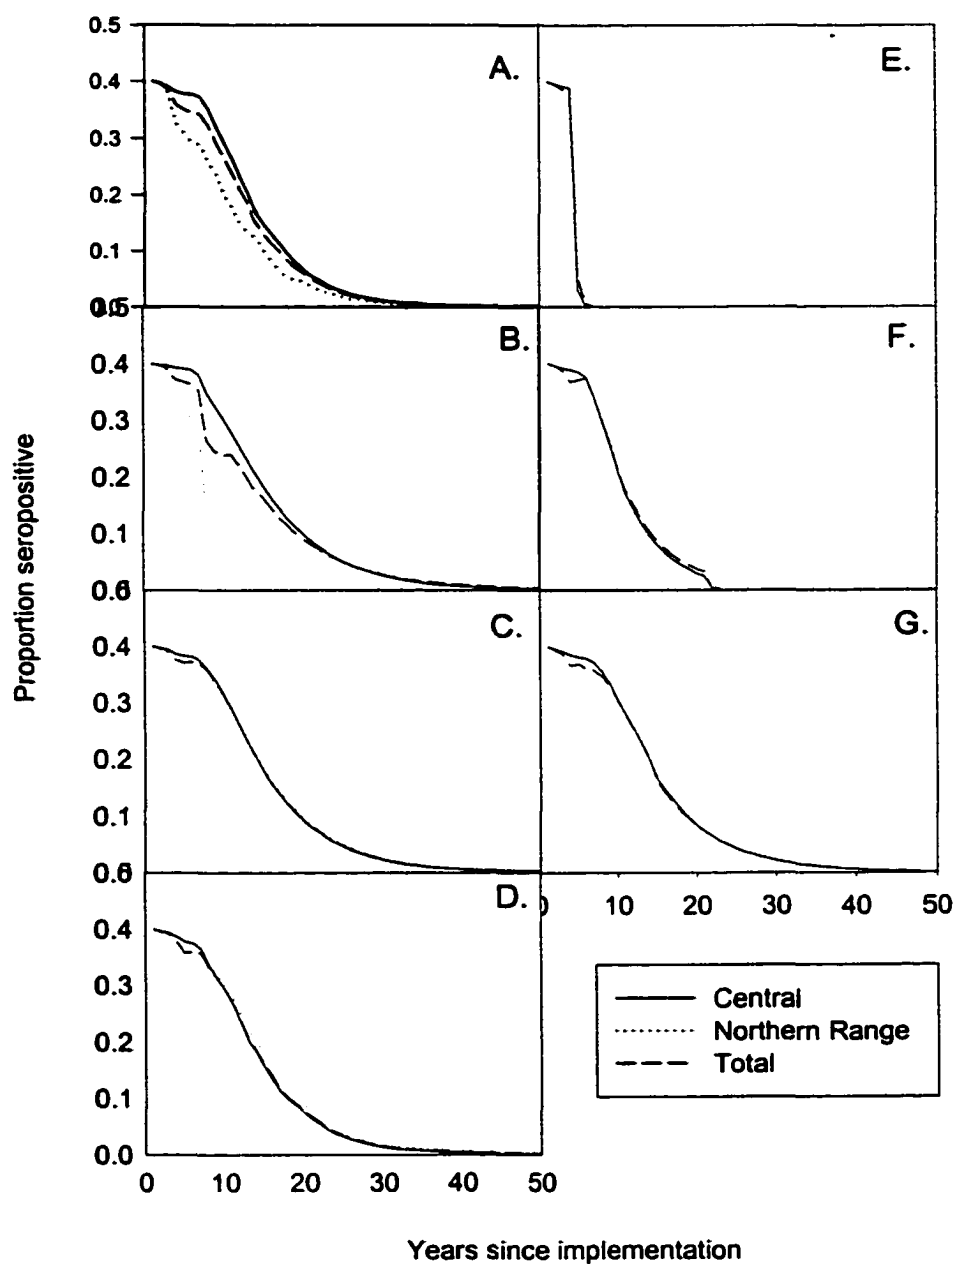 0.5
A.
E.
0.4
0.3
0.2
0.1
B.
F.
0.4
0.3
0.2
0.1
C.
G.
0.4
0.3
0.2
0.1
10 20 30 40 50
D.
0.4
0.3
0.2
0.1
0.0
0 10 20 30 40 50
Central
Northern Range
Total
Proportion seropositive
Years since implementation